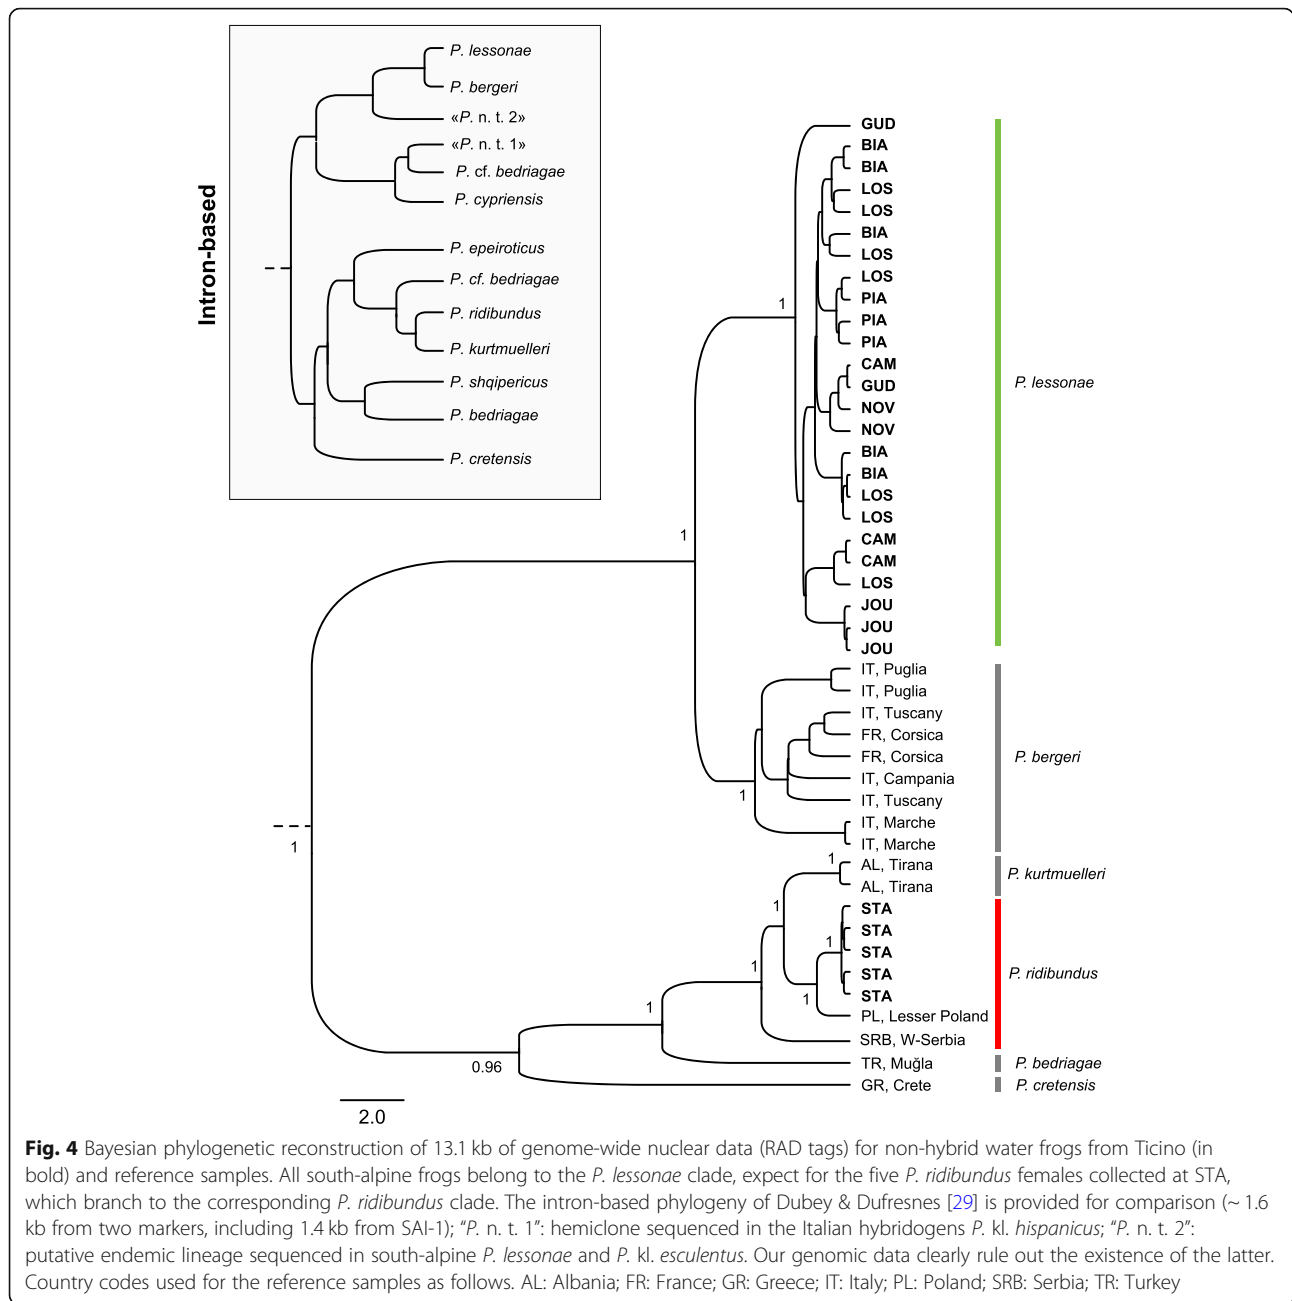 Intron-based
P. lessonae
P. bergeri
«P. n. t. 2»
«P. n. t. 1»
P. cf. bedriagae
P. cypriensis
P. epeiroticus
P. cf. bedriagae
P. ridibundus
P. kurtmuelleri
P. shqipericus
P. bedriagae
P. cretensis
GUD
BIA
BIA
LOS
LOS
BIA
LOS
LOS
PIA
PIA
PIA
CAM
GUD
NOV
NOV
BIA
BIA
LOS
LOS
CAM
CAM
LOS
JOU
JOU
JOU
P. lessonae
IT, Puglia
IT, Puglia
IT, Tuscany
FR, Corsica
FR, Corsica
IT, Campania
IT, Tuscany
IT, Marche
IT, Marche
P. bergeri
AL, Tirana
AL, Tirana
P. kurtmuelleri
STA
STA
STA
STA
STA
PL, Lesser Poland
SRB, W-Serbia
P. ridibundus
TR, Muğla
P. bedriagae
GR, Crete
P. cretensis
1
1
1
1
1
1
1
1
1
1
0.96
2.0
Fig. 4 Bayesian phylogenetic reconstruction of 13.1 kb of genome-wide nuclear data (RAD tags) for non-hybrid water frogs from Ticino (in
bold) and reference samples. All south-alpine frogs belong to the P. lessonae clade, expect for the five P. ridibundus females collected at STA,
which branch to the corresponding P. ridibundus clade. The intron-based phylogeny of Dubey & Dufresnes [29] is provided for comparison (~ 1.6
kb from two markers, including 1.4 kb from SAI-1); “P. n. t. 1”: hemiclone sequenced in the Italian hybridogens P. kl. hispanicus; “P. n. t. 2”:
putative endemic lineage sequenced in south-alpine P. lessonae and P. kl. esculentus. Our genomic data clearly rule out the existence of the latter.
Country codes used for the reference samples as follows. AL: Albania; FR: France; GR: Greece; IT: Italy; PL: Poland; SRB: Serbia; TR: Turkey